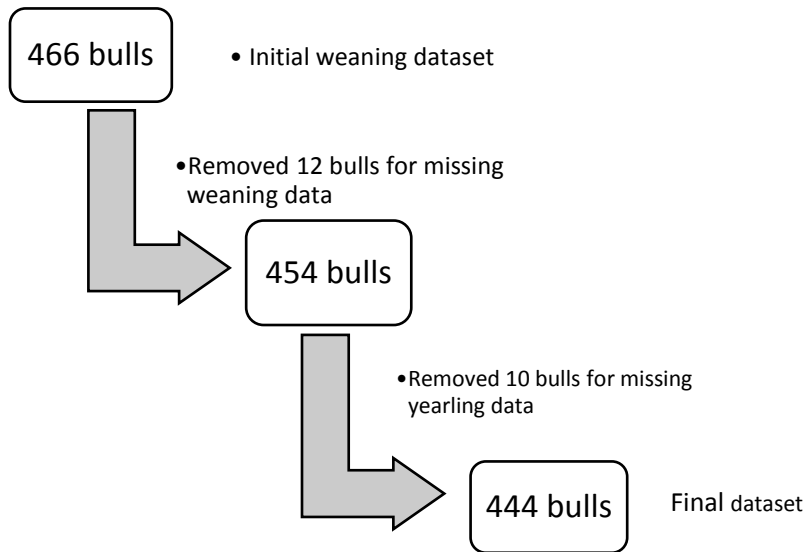 466 bulls
• Initial weaning dataset
•Removed 12 bulls for missing
weaning data
454 bulls
•Removed 10 bulls for missing
yearling data
444 bulls
Final dataset